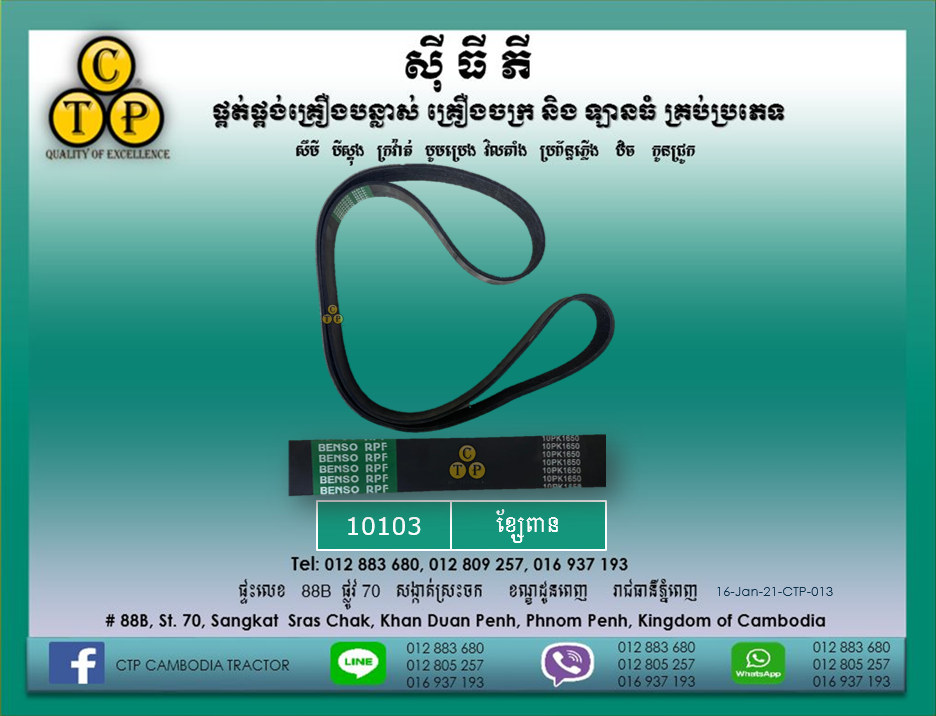 C
T P
QUALITY OF EXCELLENCE
ស៊ី ធី ភី
ផ្គត់ផ្គង់គ្រឿងបន្លាស់ គ្រឿងចក្រ និង ឡានធំ គ្រប់ប្រភេទ
ស៊ីមី ប៊ីស្តុង ក្រវ៉ាត់ បូមប្រេង វ៉ិលតាំង ប្រព័ន្ធភ្លើង ឋិច កូនជ្រូក
C
T P
BENSO RPF
BENSO RPF
BENSO RPF
BENSO RPF
BENSO RPF
C
T P
10PK1650
10PK1650
10PK1650
10PK1650
10PK1650
10PK1650
10PK1650
10103 ខ្សែពាន
Tel: 012 883 680, 012 809 257, 016 937 193
ផ្ទះលេខ 88B ផ្លូវ 70 សង្កាត់ស្រះចក ខណ្ឌដូនពេញ រាជធានីភ្នំពេញ 16-Jan-21-CTP-013
# 88B, St. 70, Sangkat Sras Chak, Khan Duan Penh, Phnom Penh, Kingdom of Cambodia
f CTP CAMBODIA TRACTOR
LINE
012 883 680
012 805 257
016 937 193
012 883 680
012 805 257
016 937 193
WhatsApp
012 883 680
012 805 257
016 937 193